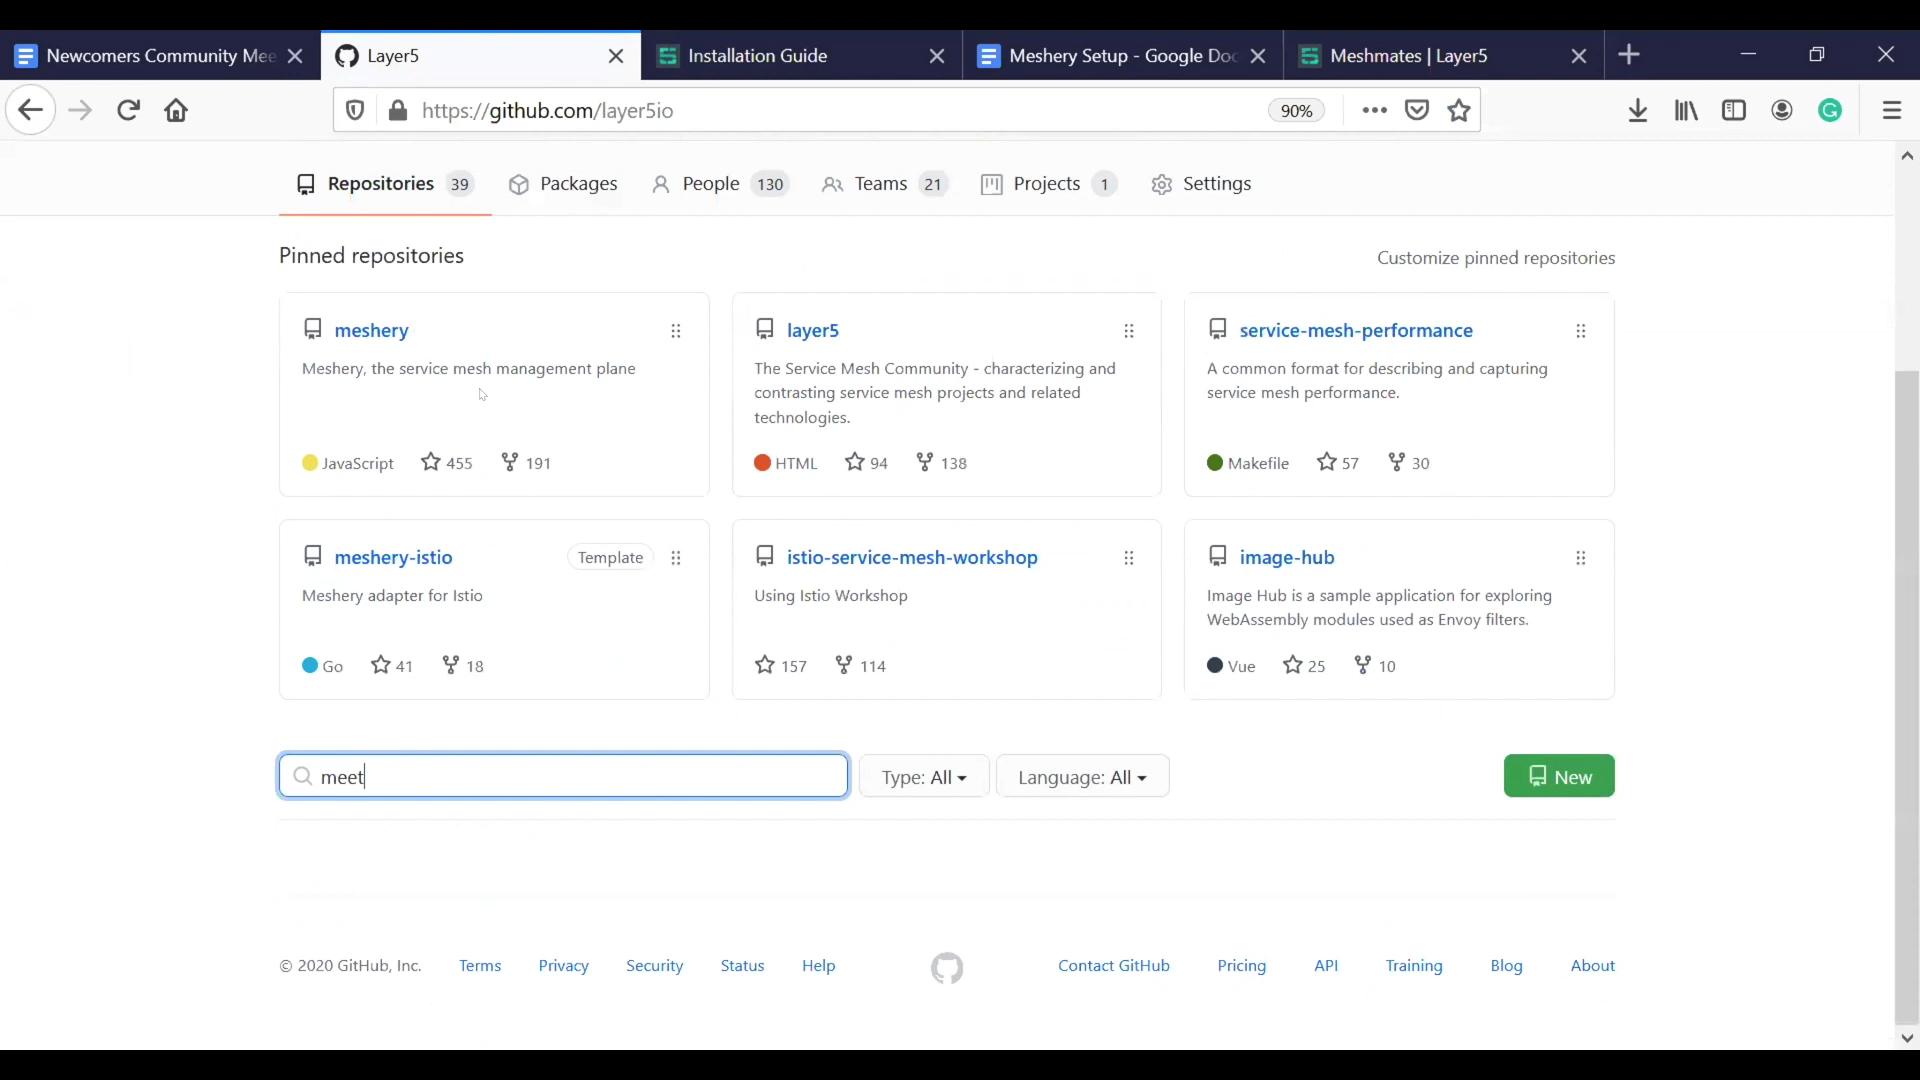 Newcomers Community Mee
Layer5
Installation Guide
Meshery Setup - Google Doc
Meshmates | Layer5
https://github.com/layer5io
90%
Repositories 39
Packages
People 130
Teams 21
Projects 1
Settings
Pinned repositories
Customize pinned repositories
meshery
Meshery, the service mesh management plane
JavaScript 455 191
layer5
The Service Mesh Community - characterizing and
contrasting service mesh projects and related
technologies.
HTML 94 138
service-mesh-performance
A common format for describing and capturing
service mesh performance.
Makefile 57 30
meshery-istio Template
Meshery adapter for Istio
Go 41 18
istio-service-mesh-workshop
Using Istio Workshop
157 114
image-hub
Image Hub is a sample application for exploring
WebAssembly modules used as Envoy filters.
Vue 25 10
meet
Type: All
Language: All
New
© 2020 GitHub, Inc. Terms Privacy Security Status Help Contact GitHub Pricing API Training Blog About